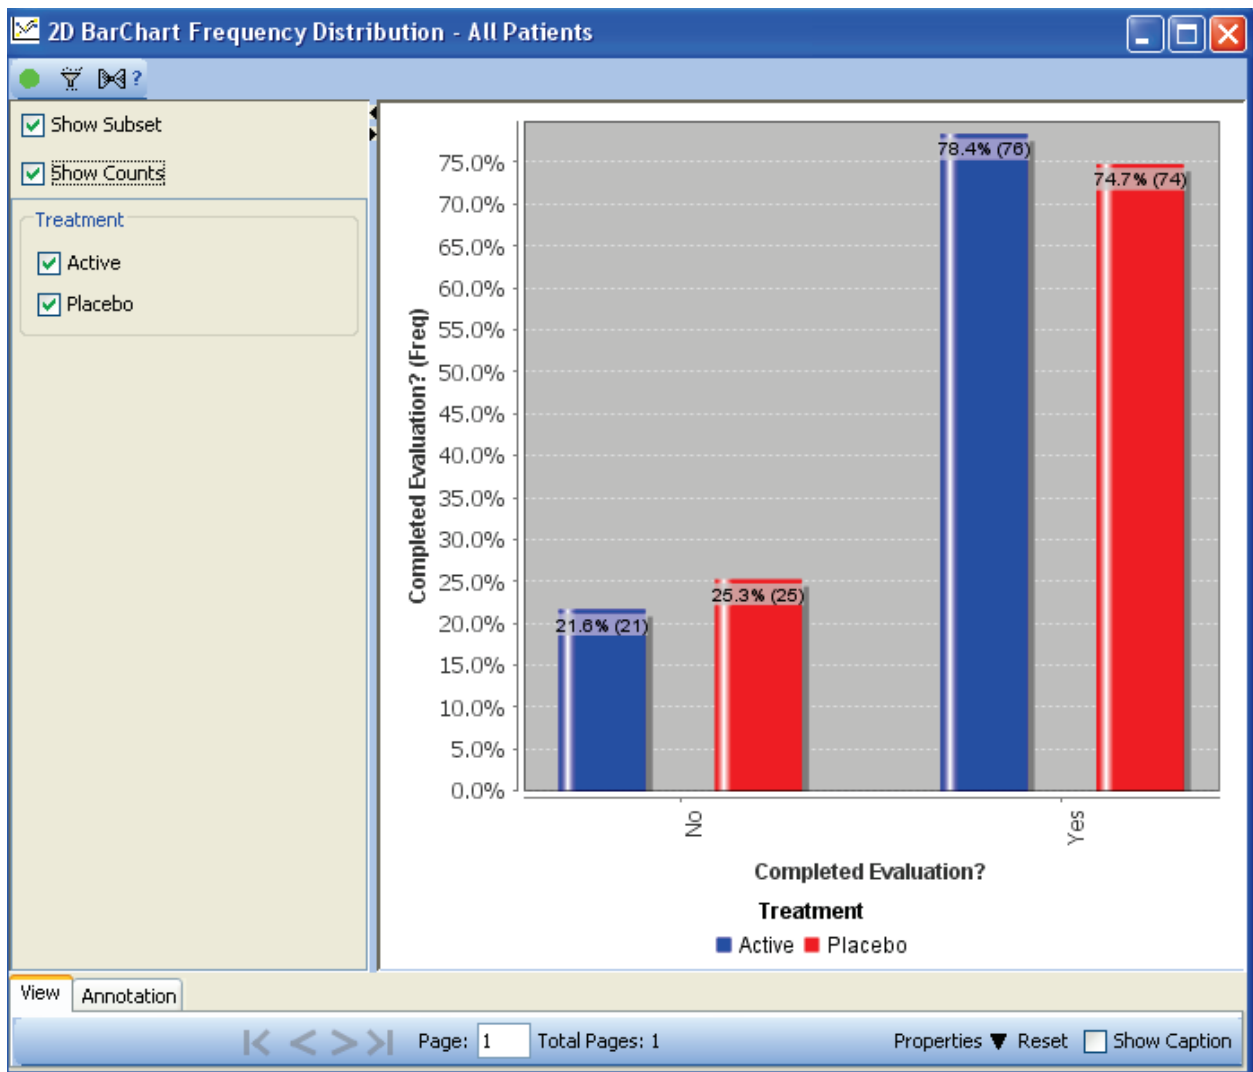 2D BarChart Frequency Distribution - All Patients
?
Show Subset
Show Counts
Treatment
Active
Placebo
78.4% (76)
74.7% (74)
25.3% (25)
21.6% (21)
75.0%
70.0%
65.0%
60.0%
55.0%
50.0%
45.0%
40.0%
35.0%
30.0%
25.0%
20.0%
15.0%
10.0%
5.0%
0.0%
Completed Evaluation? (Freq)
No
Yes
Completed Evaluation?
Treatment
Active Placebo
View Annotation
Page: 1 Total Pages: 1 Properties ▼ Reset Show Caption